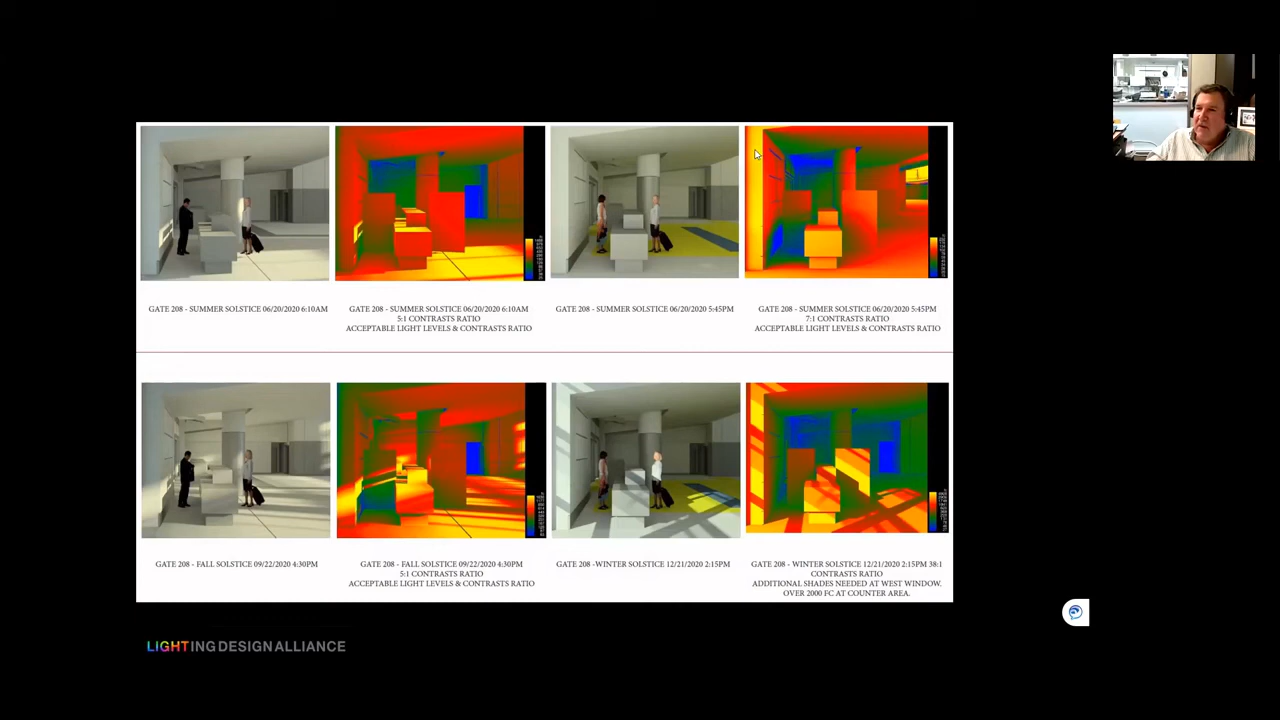 GATE 208 - SUMMER SOLSTICE 06/20/2020 6:10AM
GATE 208 - SUMMER SOLSTICE 06/20/2020 6:10AM
5:1 CONTRASTS RATIO
ACCEPTABLE LIGHT LEVELS & CONTRASTS RATIO
GATE 208 - SUMMER SOLSTICE 06/20/2020 5:45PM
GATE 208 - SUMMER SOLSTICE 06/20/2020 5:45PM
7:1 CONTRASTS RATIO
ACCEPTABLE LIGHT LEVELS & CONTRASTS RATIO
GATE 208 - FALL SOLSTICE 09/22/2020 4:30PM
GATE 208 - FALL SOLSTICE 09/22/2020 4:30PM
5:1 CONTRASTS RATIO
ACCEPTABLE LIGHT LEVELS & CONTRASTS RATIO
GATE 208 -WINTER SOLSTICE 12/21/2020 2:15PM
GATE 208 - WINTER SOLSTICE 12/21/2020 2:15PM 38:1
CONTRASTS RATIO
ADDITIONAL SHADES NEEDED AT WEST WINDOW.
OVER 2000 FC AT COUNTER AREA.
LIGHTING DESIGN ALLIANCE